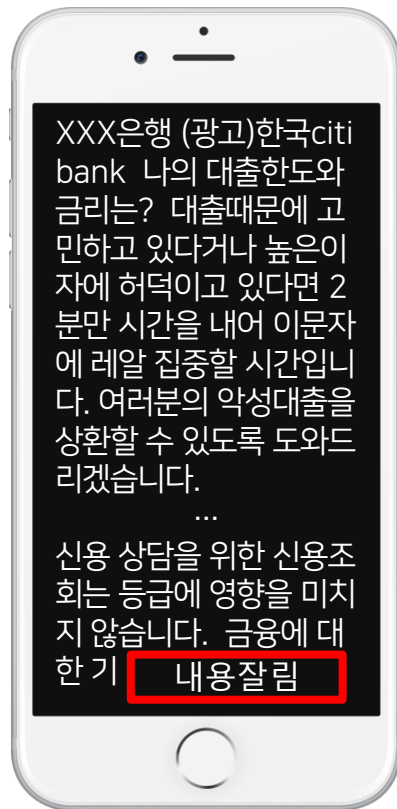 XXX은행 (광고)한국citi
bank 나의 대출한도와
금리는? 대출때문에 고
민하고 있다거나 높은이
자에 허덕이고 있다면 2
분만 시간을 내어 이문자
에 레알 집중할 시간입니
다. 여러분의 악성대출을
상환할 수 있도록 도와드
리겠습니다.
...
신용 상담을 위한 신용조
회는 등급에 영향을 미치
지 않습니다. 금융에 대
한 기 내용잘림